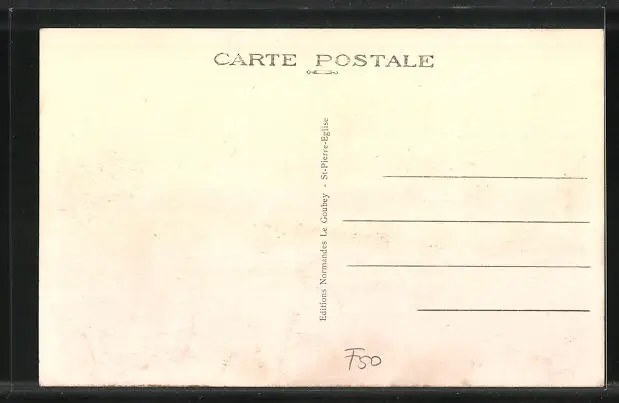 CARTE POSTALE
Editions Normandes Le Goubey - St-Pierre-Eglise
F50